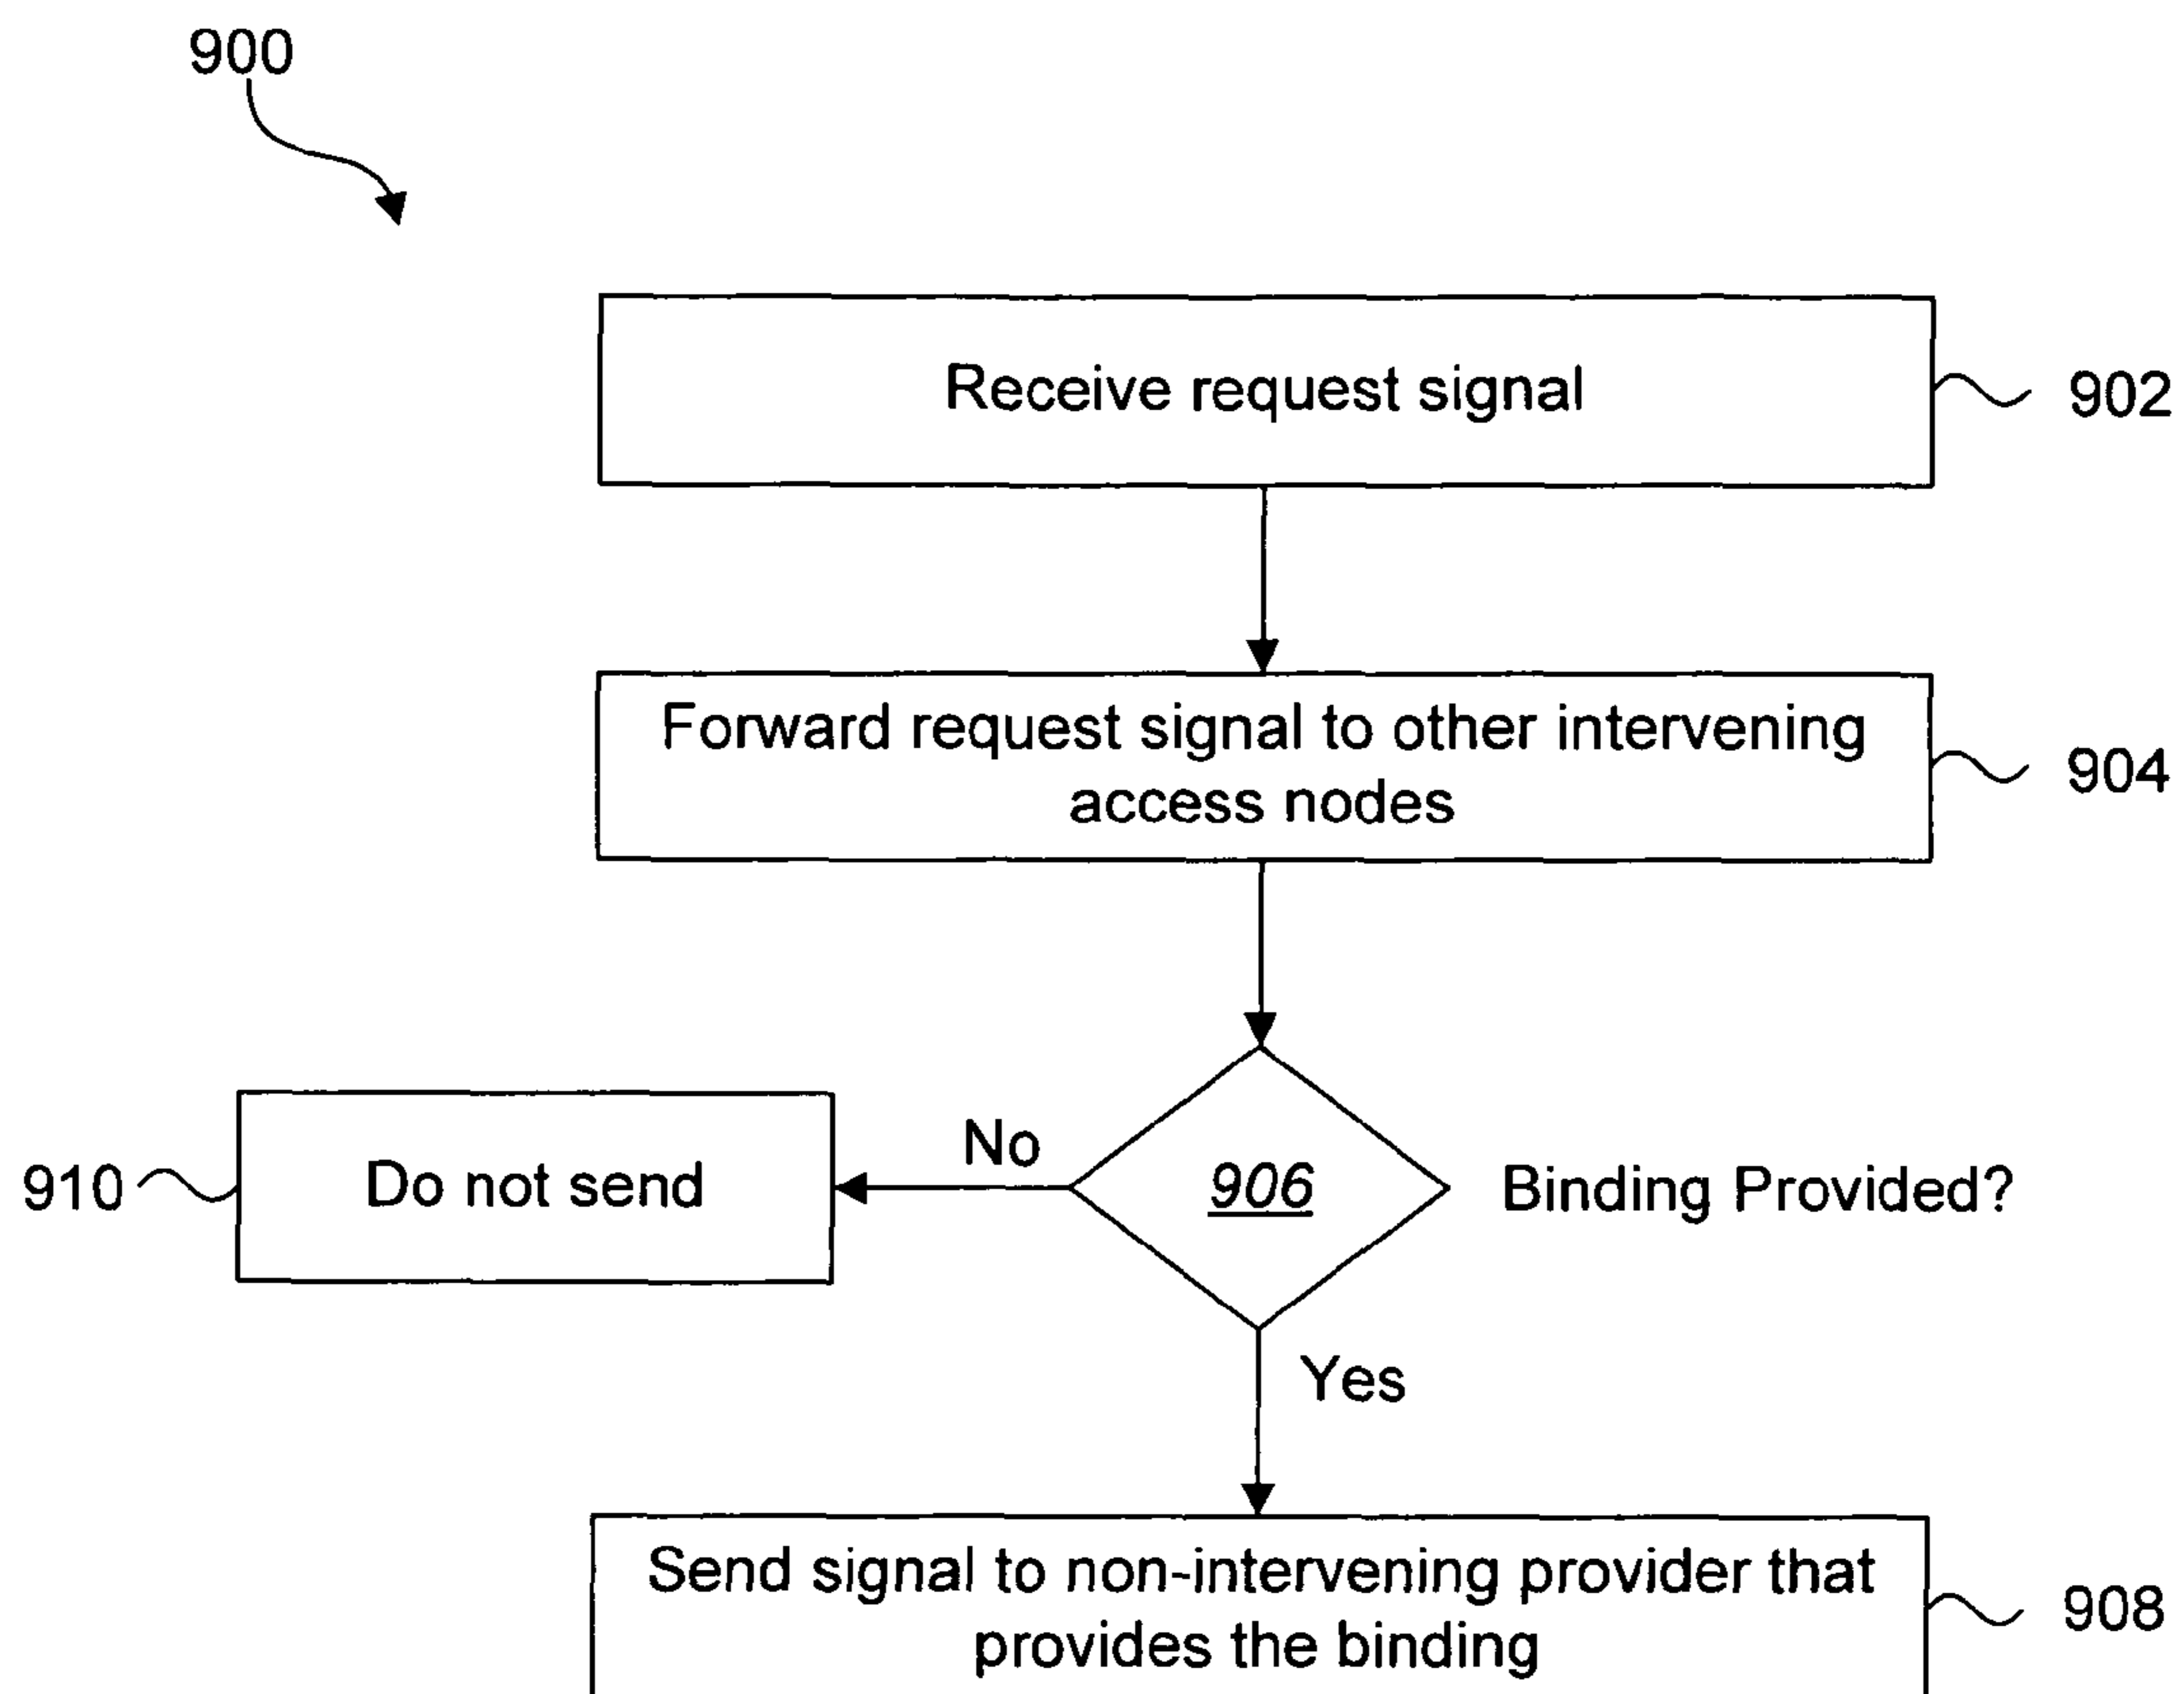 900
Receive request signal
902
Forward request signal to other intervening
access nodes
904
910
Do not send
No
906
Binding Provided?
Yes
Send signal to non-intervening provider that
provides the binding
908